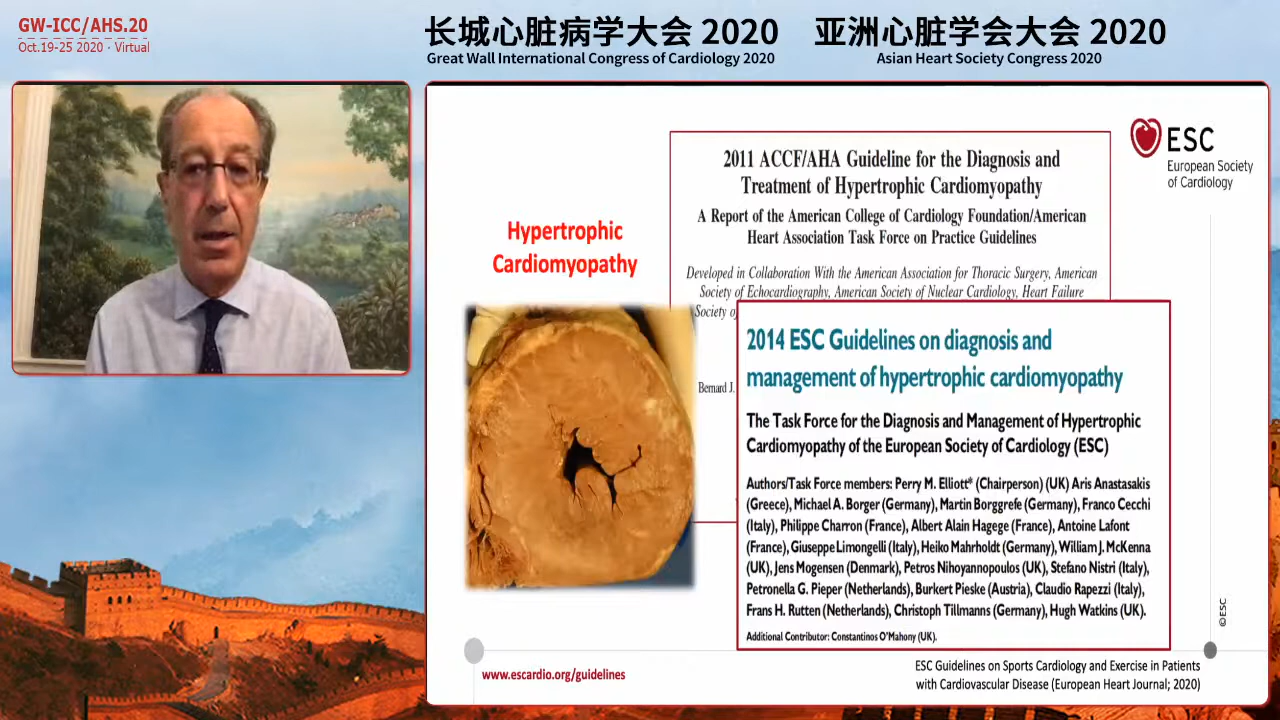 GW-ICC/AHS.20
Oct.19-25 2020 · Virtual
长城心脏病学大会 2020
Great Wall International Congress of Cardiology 2020
亚洲心脏学会大会 2020
Asian Heart Society Congress 2020
ESC
European Society
of Cardiology
Hypertrophic
Cardiomyopathy
2011 ACCF/AHA Guideline for the Diagnosis and
Treatment of Hypertrophic Cardiomyopathy
A Report of the American College of Cardiology Foundation/American
Heart Association Task Force on Practice Guidelines
Developed in Collaboration With the American Association for Thoracic Surgery, American
Society of Echocardiography, American Society of Nuclear Cardiology, Heart Failure
Society o
Bernard J.
2014 ESC Guidelines on diagnosis and
management of hypertrophic cardiomyopathy
The Task Force for the Diagnosis and Management of Hypertrophic
Cardiomyopathy of the European Society of Cardiology (ESC)
Authors/Task Force members: Perry M. Elliott* (Chairperson) (UK) Aris Anastasakis
(Greece), Michael A. Borger (Germany), Martin Borggrefe (Germany), Franco Cecchi
(Italy), Philippe Charron (France), Albert Alain Hagege (France), Antoine Lafont
(France), Giuseppe Limongelli (Italy), Heiko Mahrholdt (Germany), William J. McKenna
(UK), Jens Mogensen (Denmark), Petros Nihoyannopoulos (UK), Stefano Nistri (Italy),
Petronella G. Pieper (Netherlands), Burkert Pieske (Austria), Claudio Rapezzi (Italy),
Frans H. Rutten (Netherlands), Christoph Tillmanns (Germany), Hugh Watkins (UK).
Additional Contributor: Constantinos O'Mahony (UK).
©ESC
www.escardio.org/guidelines
ESC Guidelines on Sports Cardiology and Exercise in Patients
with Cardiovascular Disease (European Heart Journal; 2020)